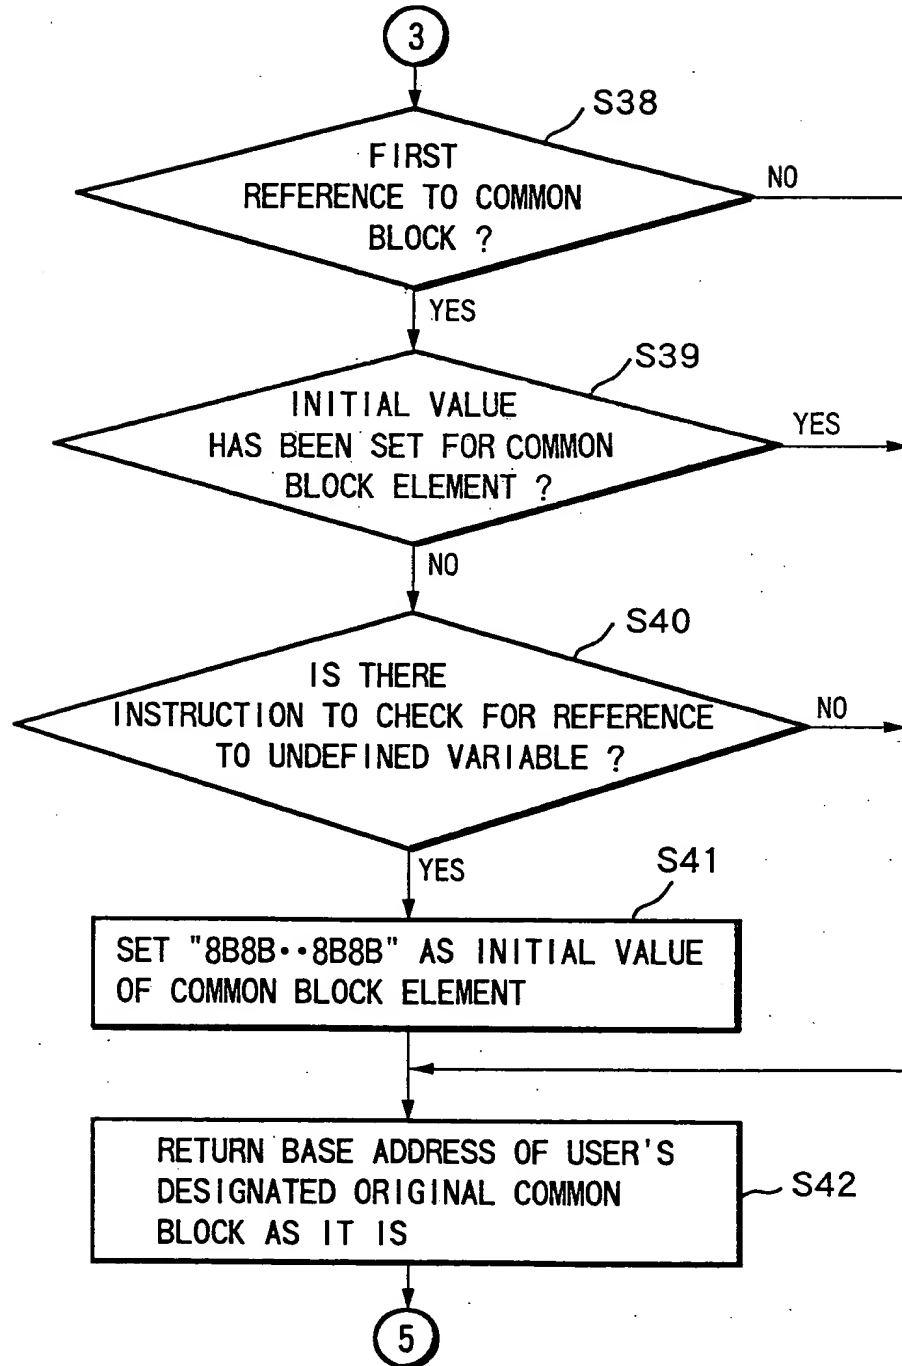 3
S38
FIRST
REFERENCE TO COMMON
BLOCK ?
NO
YES
S39
INITIAL VALUE
HAS BEEN SET FOR COMMON
BLOCK ELEMENT ?
YES
NO
S40
IS THERE
INSTRUCTION TO CHECK FOR REFERENCE
TO UNDEFINED VARIABLE ?
NO
YES
S41
SET "8B8B··8B8B" AS INITIAL VALUE
OF COMMON BLOCK ELEMENT
RETURN BASE ADDRESS OF USER'S
DESIGNATED ORIGINAL COMMON
BLOCK AS IT IS
S42
5